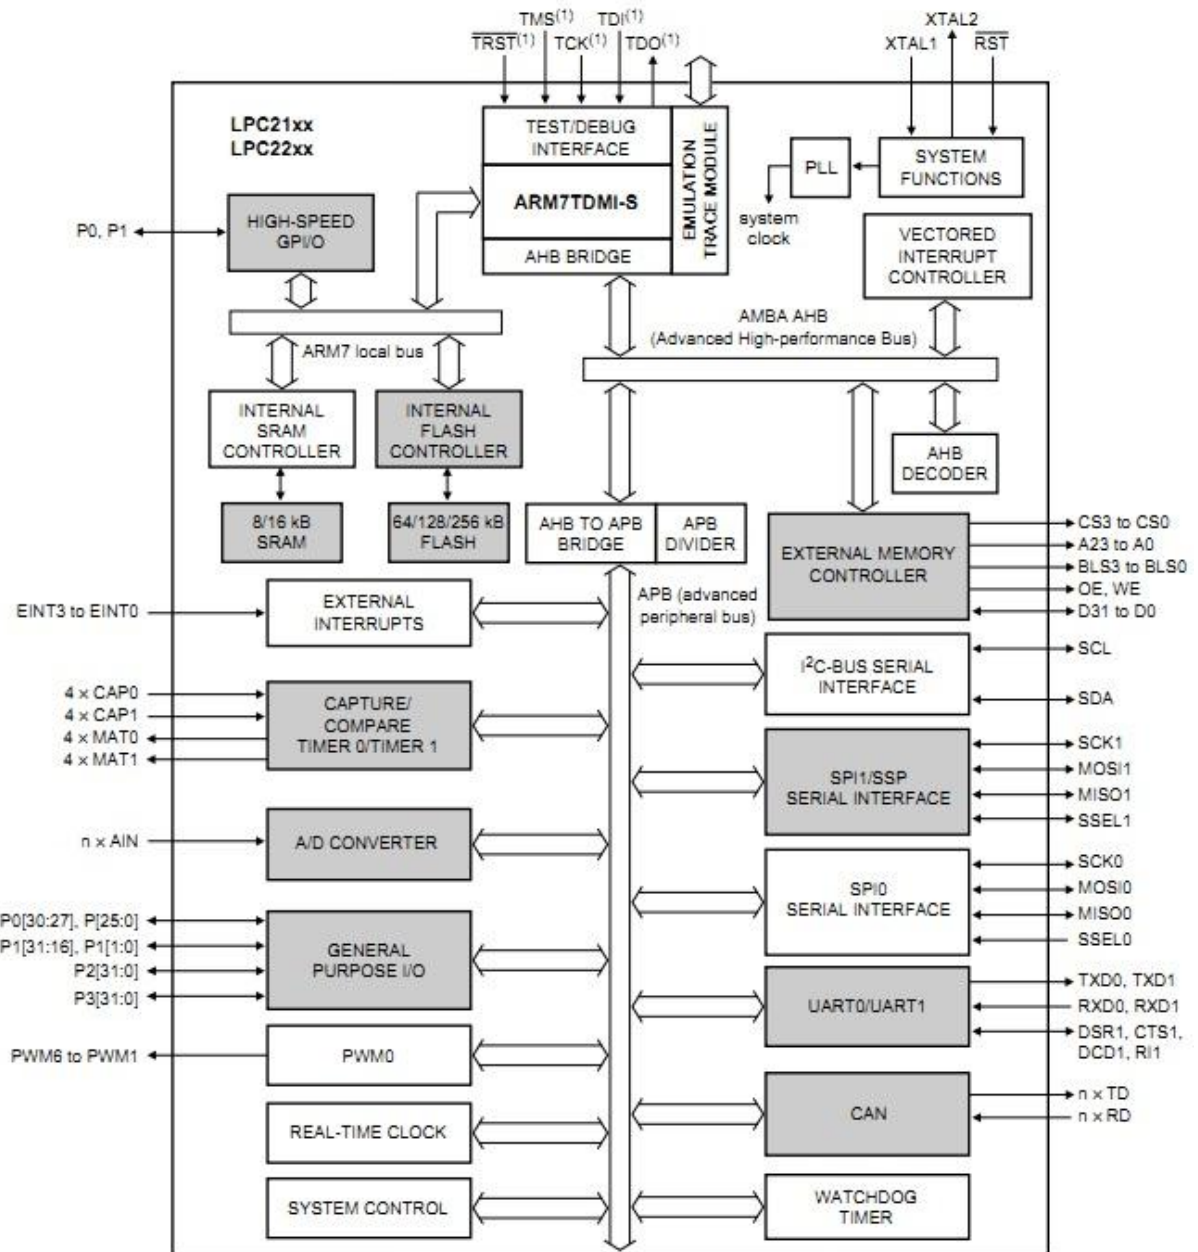 TMS(1) TDI(1)
TRST(1) TCK(1) TDO(1)
XTAL2
XTAL1 RST
LPC21xx
LPC22xx
TEST/DEBUG
INTERFACE
ARM7TDMI-S
AHB BRIDGE
EMULATION
TRACE MODULE
PLL
SYSTEM
FUNCTIONS
system
clock
VECTORED
INTERRUPT
CONTROLLER
P0, P1
HIGH-SPEED
GPI/O
ARM7 local bus
AMBA AHB
(Advanced High-performance Bus)
INTERNAL
SRAM
CONTROLLER
INTERNAL
FLASH
CONTROLLER
AHB
DECODER
8/16 kB
SRAM
64/128/256 kB
FLASH
AHB TO APB
BRIDGE
APB
DIVIDER
EXTERNAL MEMORY
CONTROLLER
CS3 to CS0
A23 to A0
BLS3 to BLS0
OE, WE
D31 to D0
APB (advanced
peripheral bus)
EINT3 to EINT0
EXTERNAL
INTERRUPTS
I2C-BUS SERIAL
INTERFACE
SCL
SDA
4 × CAP0
4 × CAP1
4 × MAT0
4 × MAT1
CAPTURE/
COMPARE
TIMER 0/TIMER 1
SPI1/SSP
SERIAL INTERFACE
SCK1
MOSI1
MISO1
SSEL1
n × AIN
A/D CONVERTER
SPI0
SERIAL INTERFACE
SCK0
MOSI0
MISO0
SSEL0
P0[30:27], P[25:0]
P1[31:16], P1[1:0]
P2[31:0]
P3[31:0]
GENERAL
PURPOSE I/O
UART0/UART1
TXD0, TXD1
RXD0, RXD1
DSR1, CTS1,
DCD1, RI1
PWM6 to PWM1
PWM0
CAN
n × TD
n × RD
REAL-TIME CLOCK
SYSTEM CONTROL
WATCHDOG
TIMER